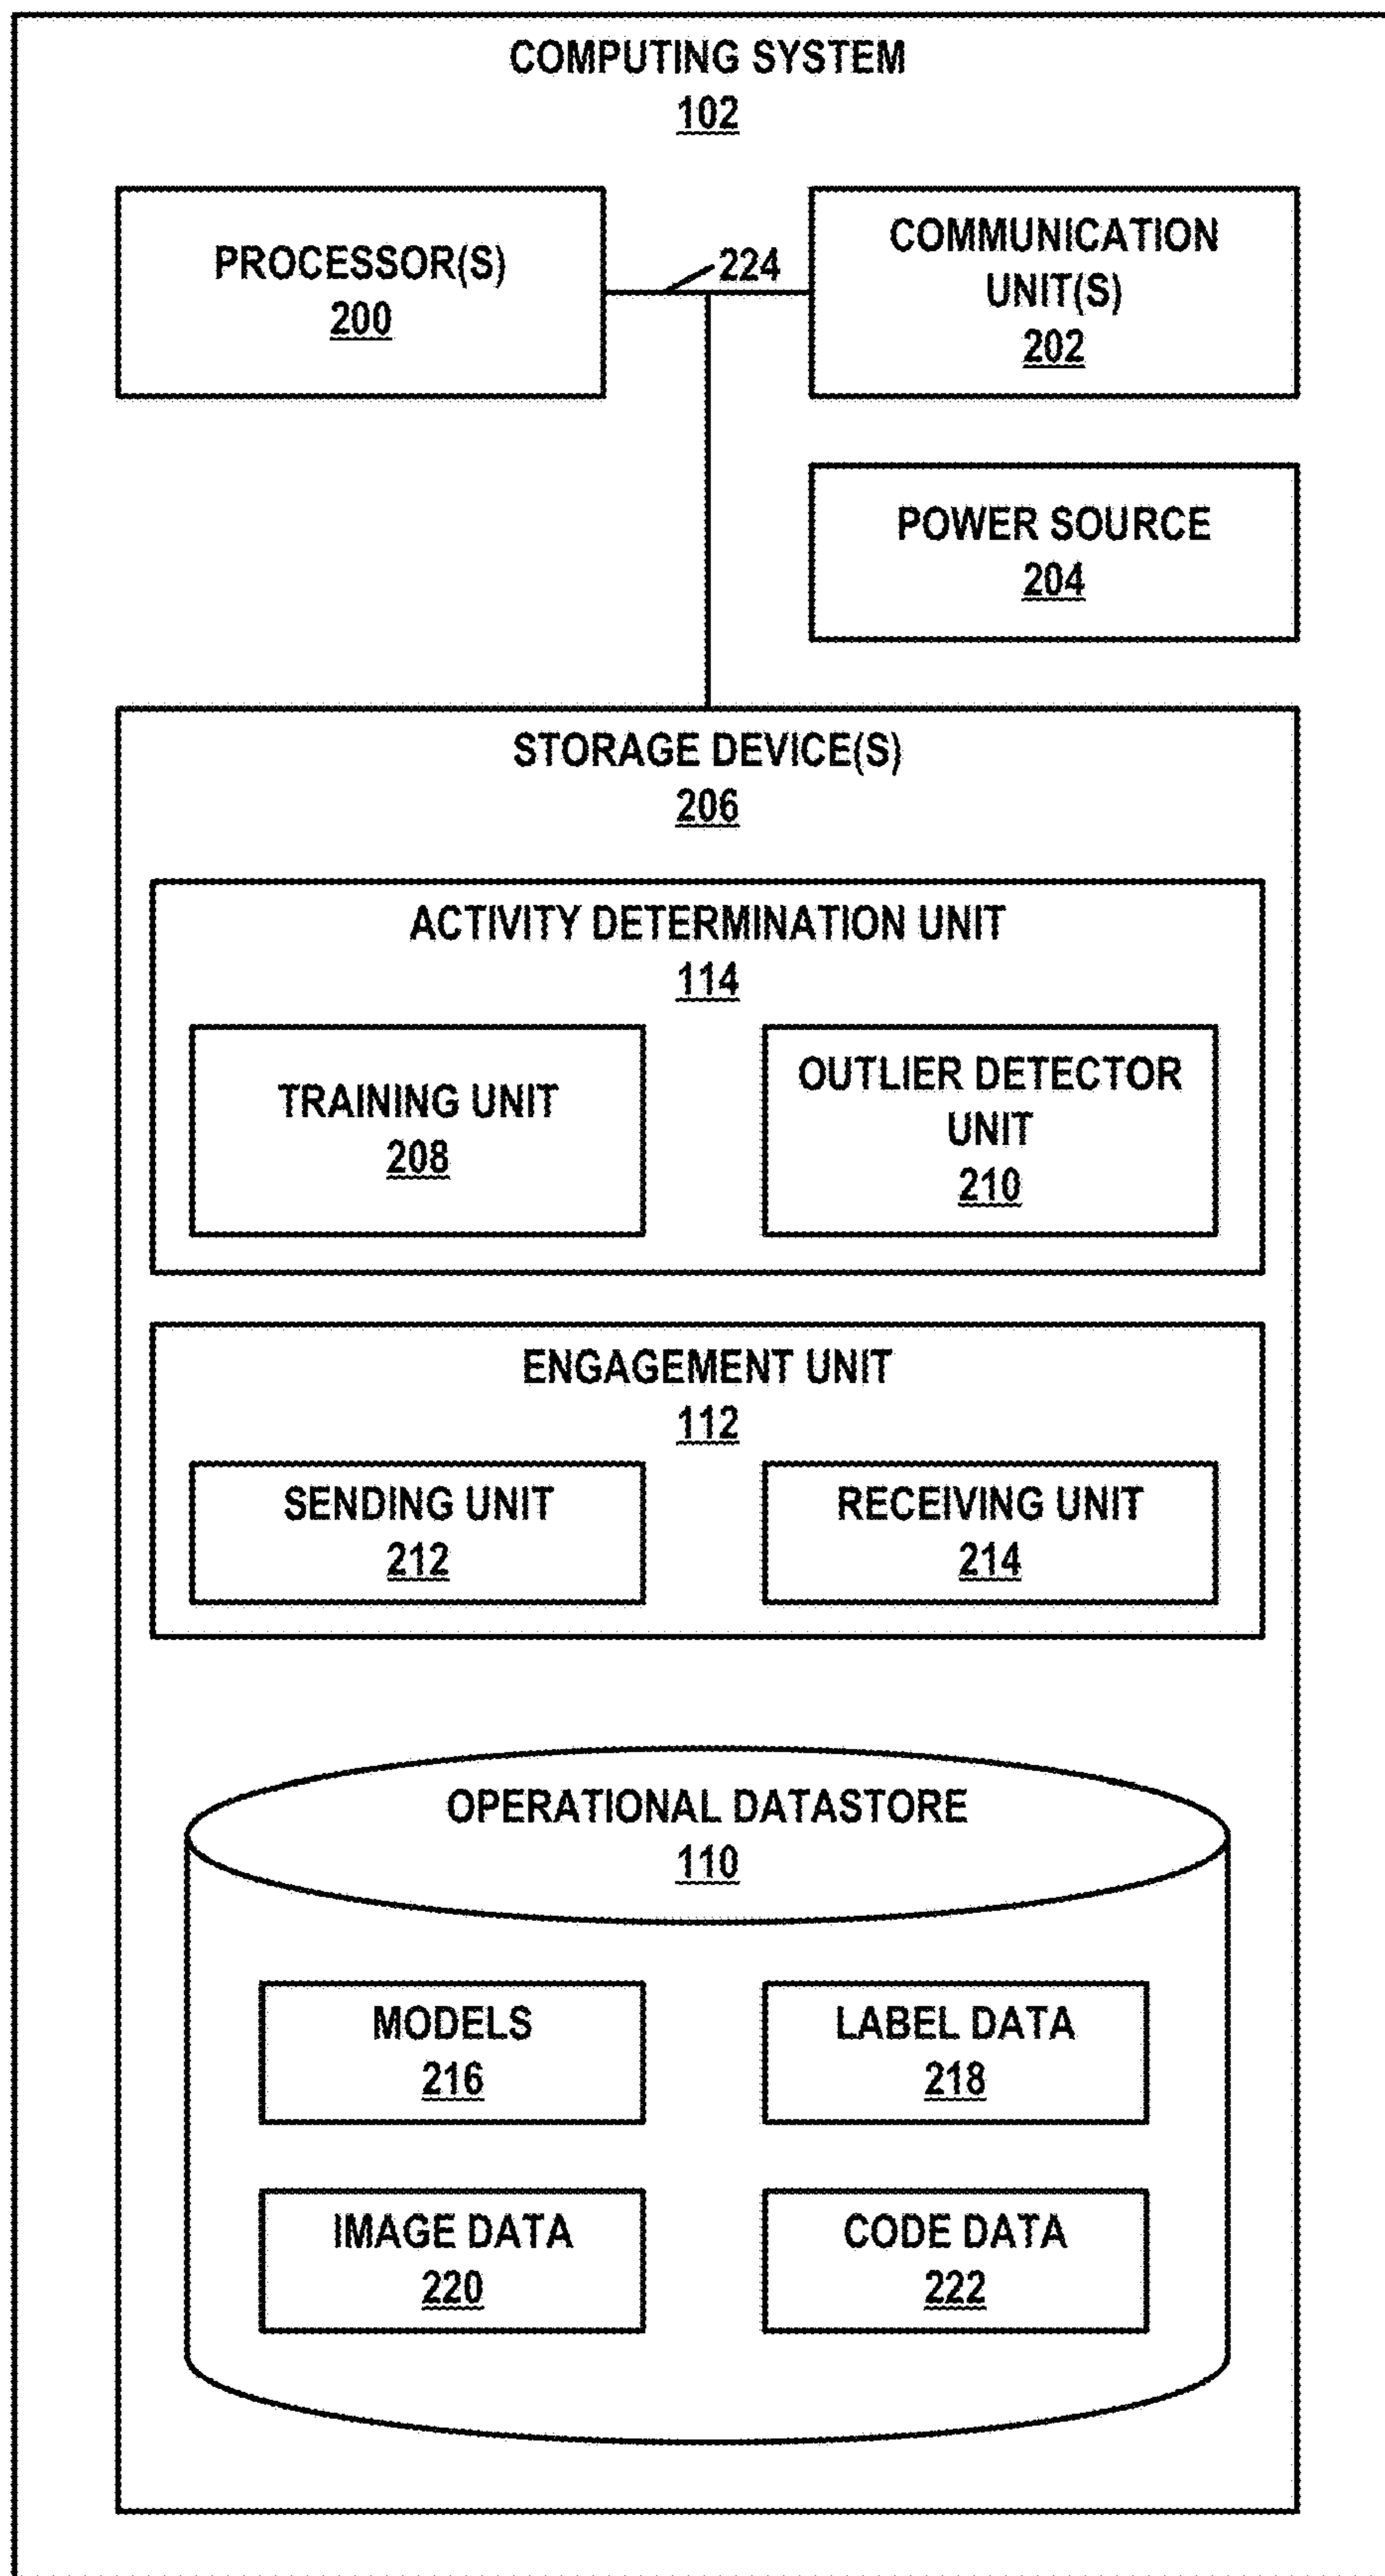 COMPUTING SYSTEM
102
PROCESSOR(S)
200
224
COMMUNICATION
UNIT(S)
202
POWER SOURCE
204
STORAGE DEVICE(S)
206
ACTIVITY DETERMINATION UNIT
114
TRAINING UNIT
208
OUTLIER DETECTOR
UNIT
210
ENGAGEMENT UNIT
112
SENDING UNIT
212
RECEIVING UNIT
214
OPERATIONAL DATASTORE
110
MODELS
216
LABEL DATA
218
IMAGE DATA
220
CODE DATA
222